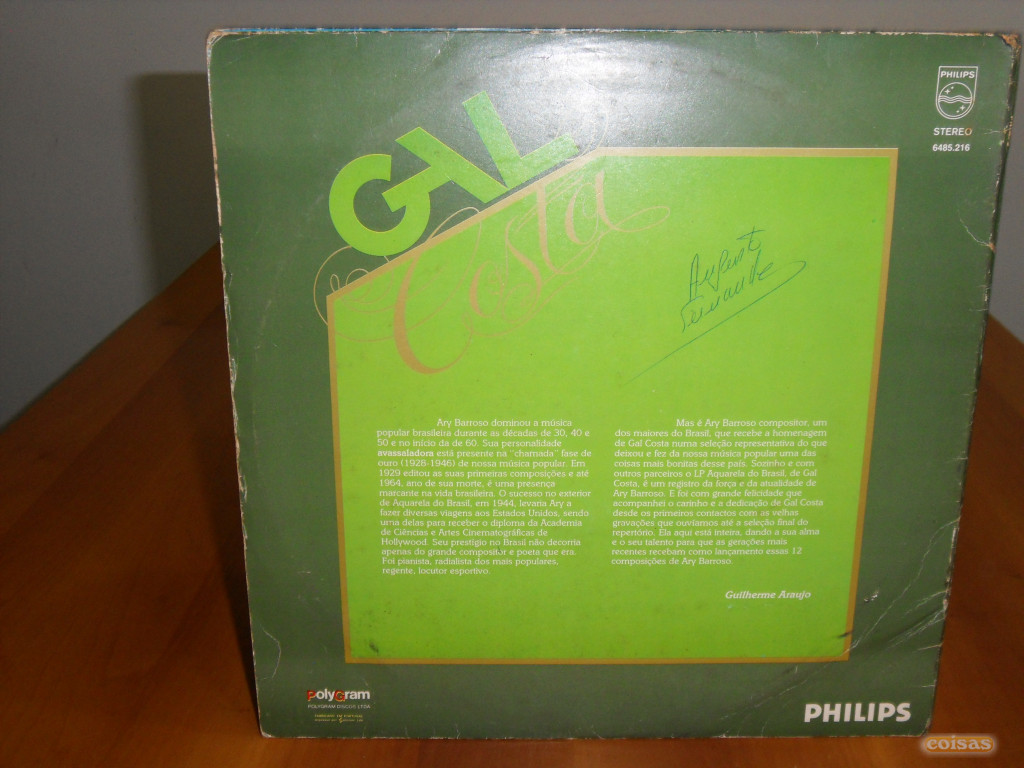 PHILIPS
STEREO
6485.216
GAL
Costa
Ary Barroso dominou a música
popular brasileira durante as décadas de 30, 40 e
50 e no início da de 60. Sua personalidade
avassaladora está presente na "chamada" fase de
ouro (1928-1946) de nossa música popular. Em
1929 editou as suas primeiras composições e até
1964, ano de sua morte, é uma presença
marcante na vida brasileira. O sucesso no exterior
de Aquarela do Brasil, em 1944, levaria Ary a
fazer diversas viagens aos Estados Unidos, sendo
uma delas para receber o diploma da Academia
de Ciências e Artes Cinematográficas de
Hollywood. Seu prestígio no Brasil não decorria
apenas do grande compositor e poeta que era.
Foi pianista, radialista dos mais populares,
regente, locutor esportivo.
Mas é Ary Barroso compositor, um
dos maiores do Brasil, que recebe a homenagem
de Gal Costa numa seleção representativa do que
deixou e fez da nossa música popular uma das
coisas mais bonitas desse país. Sozinho e com
outros parceiros o LP Aquarela do Brasil, de Gal
Costa, é um registro da força e da atualidade de
Ary Barroso. E foi com grande felicidade que
acompanhei o carinho e a dedicação de Gal Costa
desde os primeiros contactos com as velhas
gravações que ouvíamos até a seleção final do
repertório. Ela aqui está inteira, dando a sua alma
e o seu talento para que as gerações mais
recentes recebam como lançamento essas 12
composições de Ary Barroso.
Guilherme Araujo
PolyGram
POLYGRAM DISCOS LTDA
PHILIPS
coisas